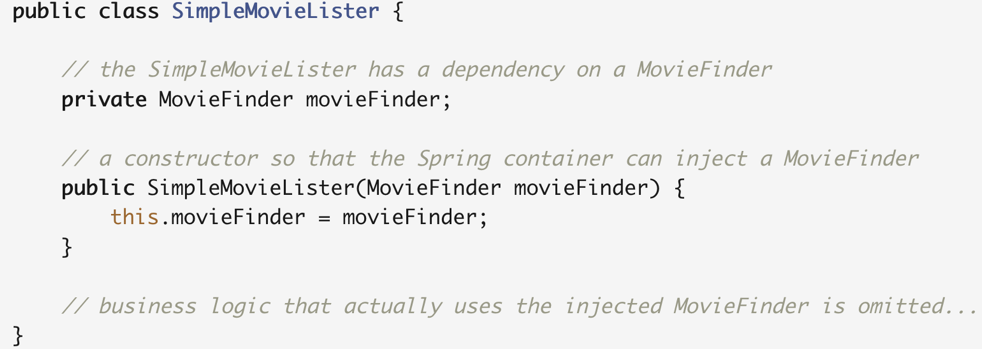 public class SimpleMovieLister {
// the SimpleMovieLister has a dependency on a MovieFinder
private MovieFinder movieFinder;
// a constructor so that the Spring container can inject a MovieFinder
public SimpleMovieLister(MovieFinder movieFinder) {
this.movieFinder = movieFinder;
}
// business logic that actually uses the injected MovieFinder is omitted...
}